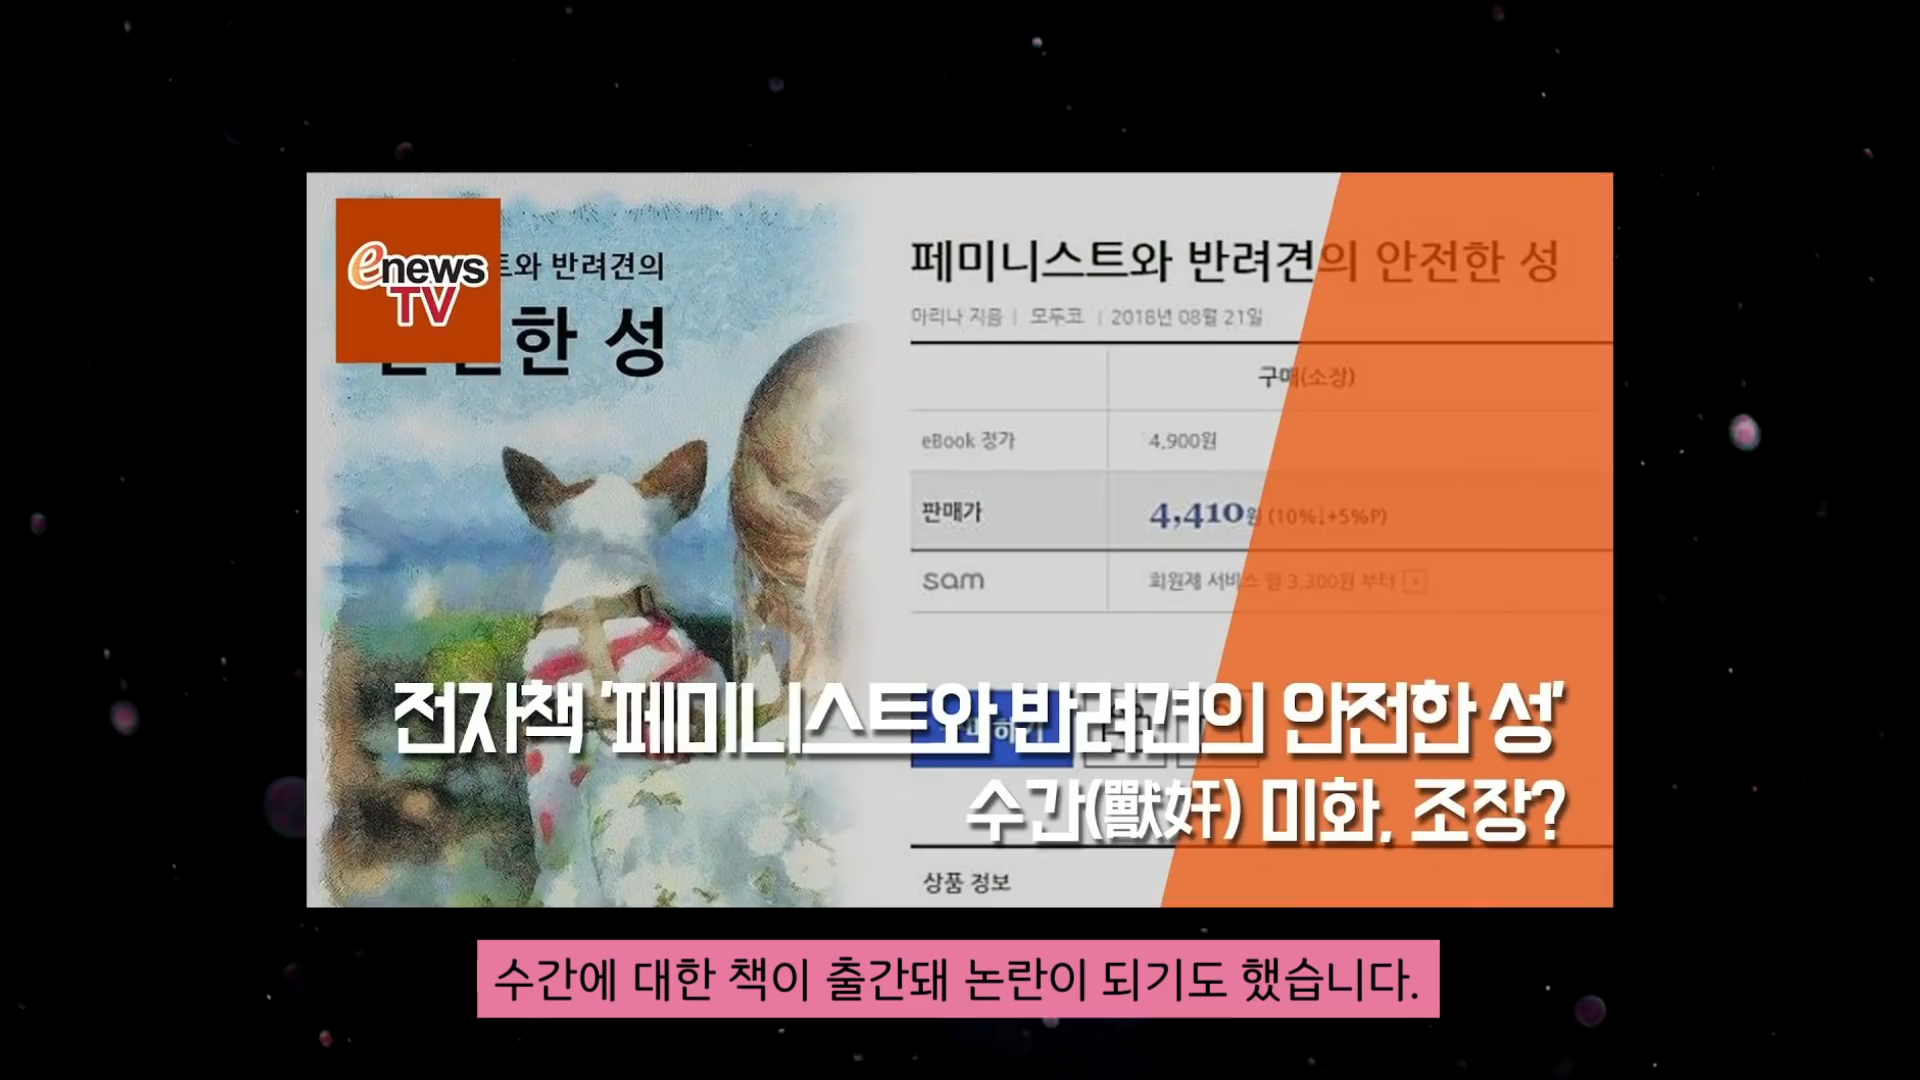 enews
TV
트와 반려견의
한 성
페미니스트와 반려견의 안전한 성
아리나 지음 | 모두코 | 2018년 08월 21일
구매(소장)
eBook 정가 4,900원
판매가 4,410원 (10%↓+5%P)
sam 회원제 서비스 월 3,300원 부터
전자책 '페미니스트와 반려견의 안전한 성'
수간(獸奸) 미화, 조장?
상품 정보
수간에 대한 책이 출간돼 논란이 되기도 했습니다.